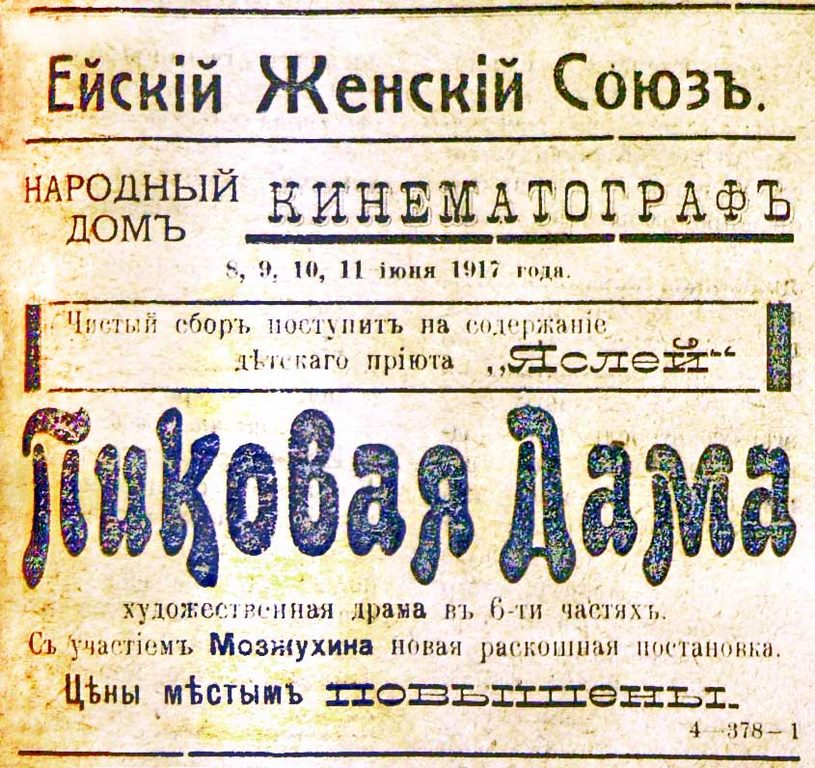 Ейскій Женскій Союзъ.
НАРОДНЫЙ ДОМЪ
КИНЕМАТОГРАФЪ
8, 9, 10, 11 іюня 1917 года.
Чистый сборъ поступитъ на содержаніе
дѣтскаго пріюта „Яслей“
Пиковая Дама
художественная драма въ 6-ти частяхъ.
Съ участіемъ Мозжухина новая раскошная постановка.
Цѣны мѣстымъ повышены.
4—378—1